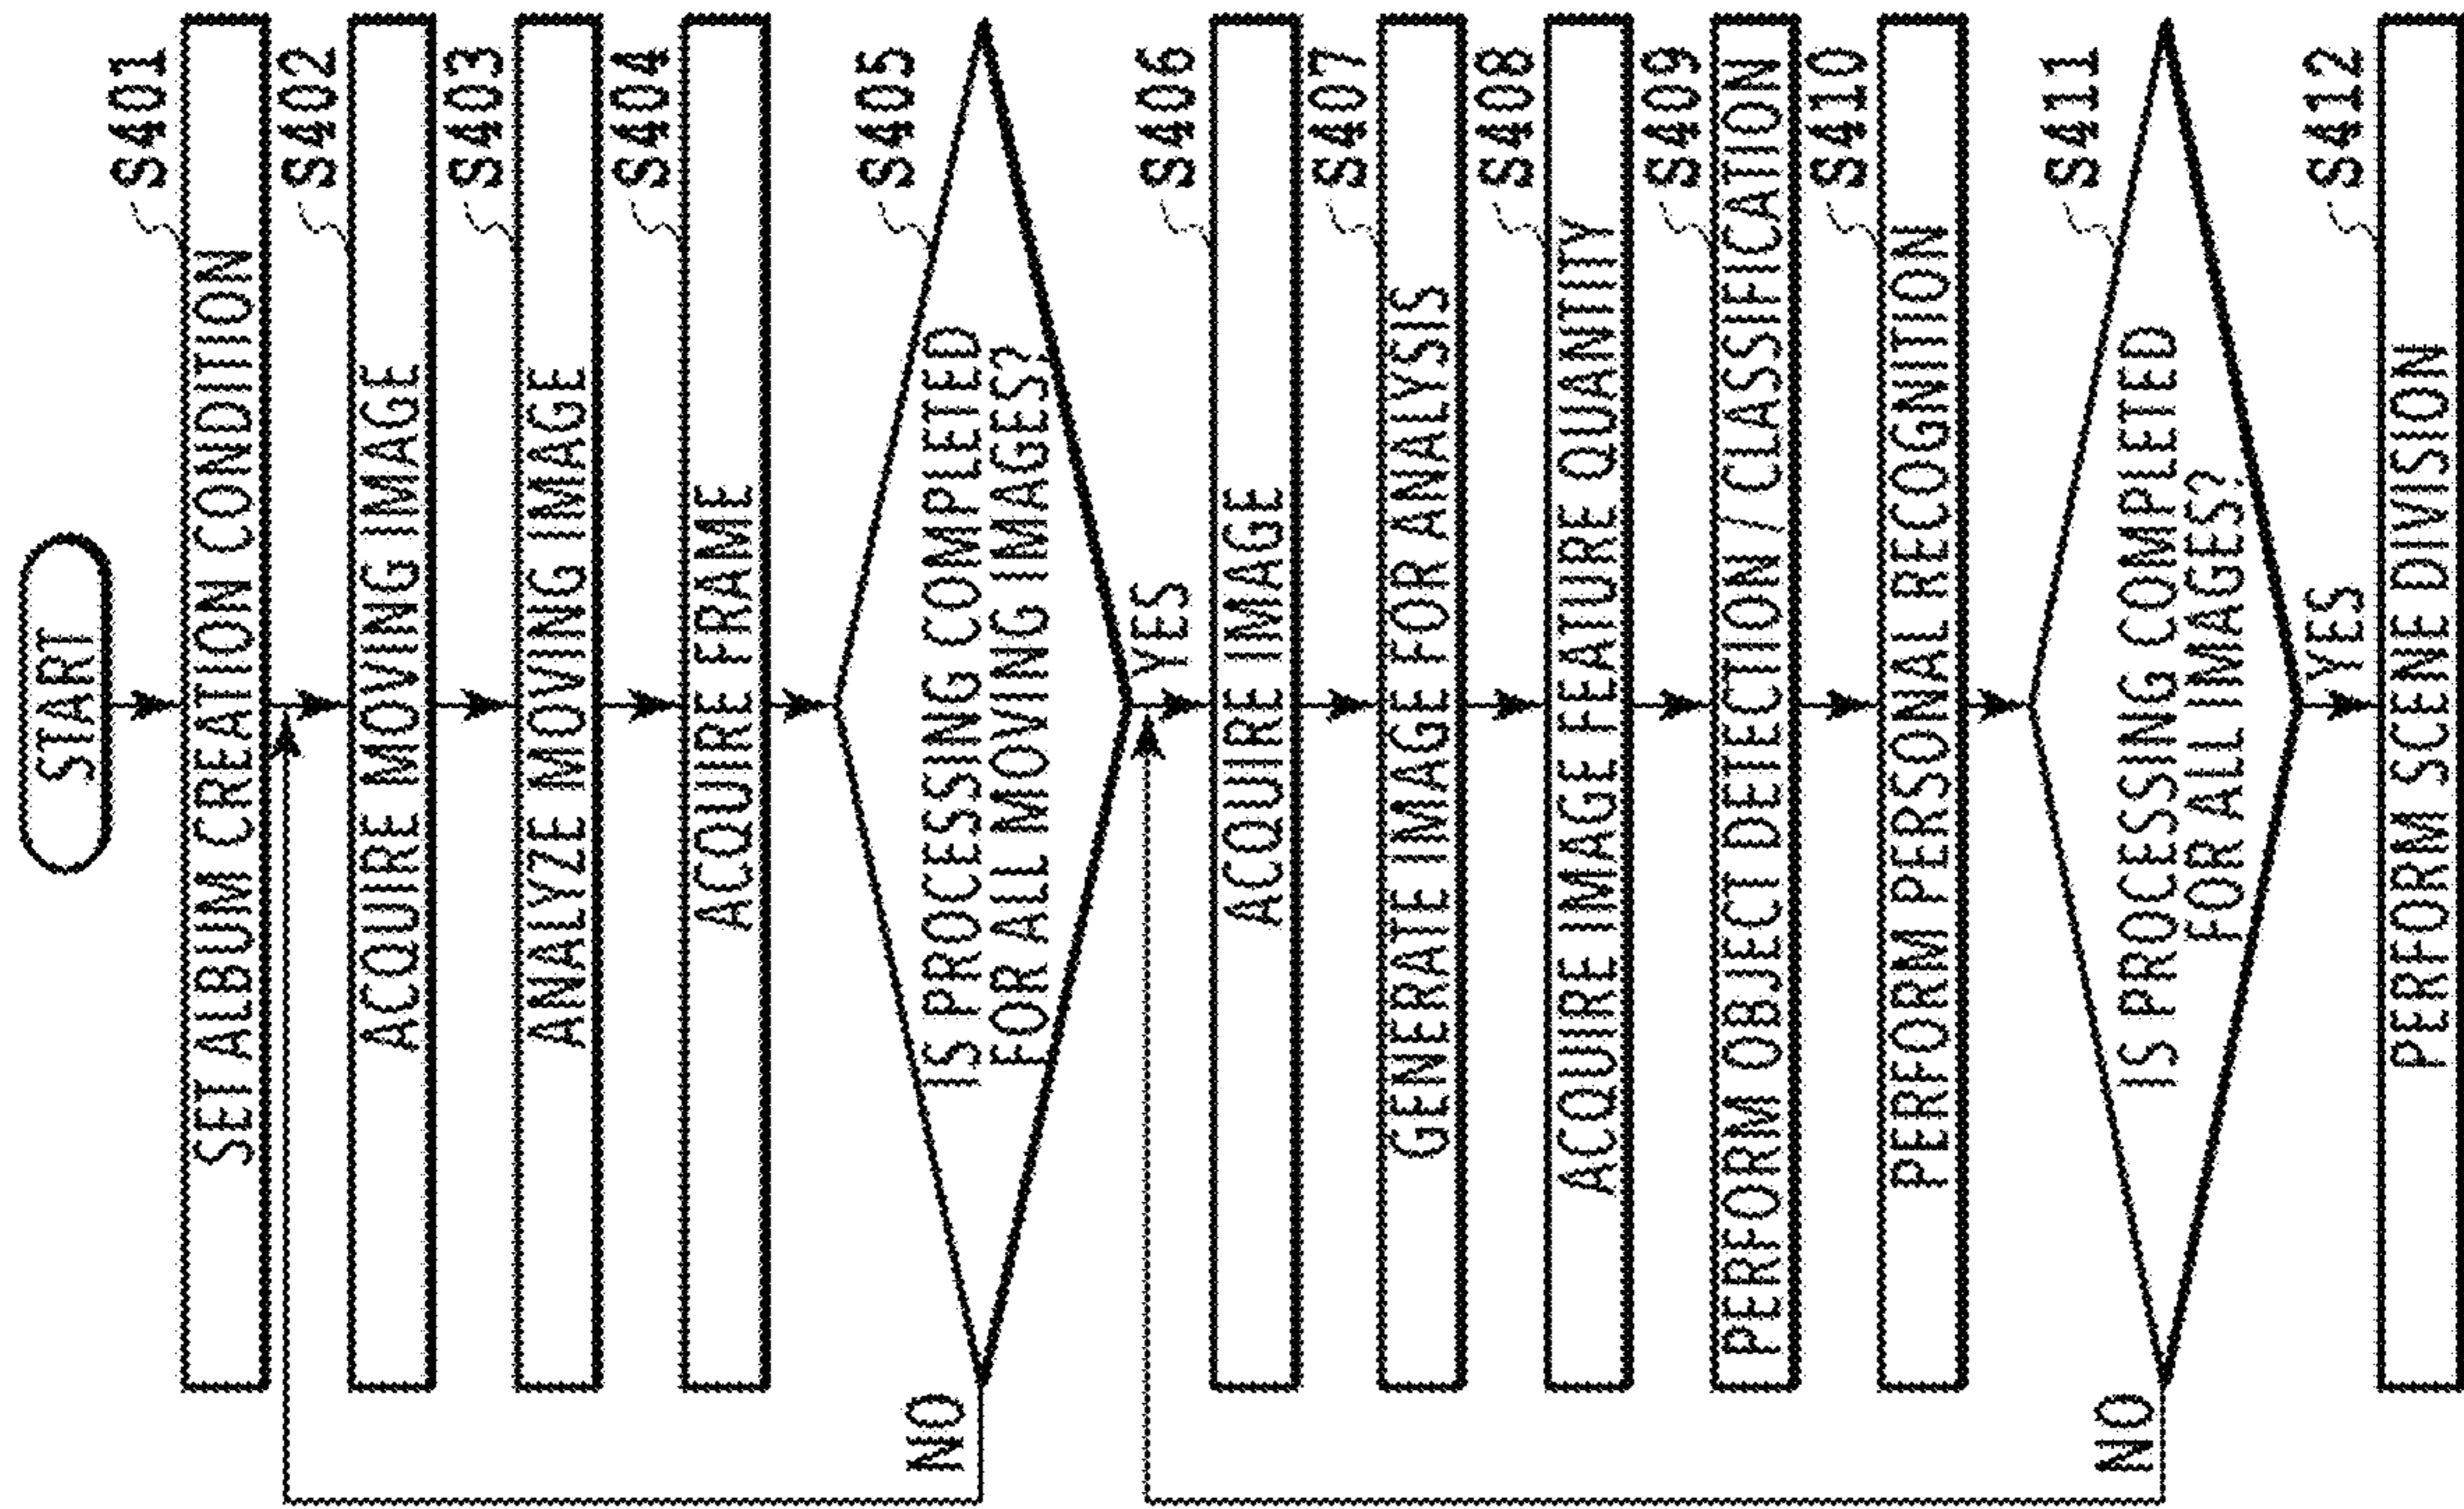 START
S401
SET ALBUM CREATION CONDITION
S402
ACQUIRE MOVING IMAGE
S403
ANALYZE MOVING IMAGE
S404
ACQUIRE FRAME
S405
IS PROCESSING COMPLETED
FOR ALL MOVING IMAGES?
NO
YES
S406
ACQUIRE IMAGE
S407
GENERATE IMAGE FOR ANALYSIS
S408
ACQUIRE IMAGE FEATURE QUANTITY
S409
PERFORM OBJECT DETECTION / CLASSIFICATION
S410
PERFORM PERSONAL RECOGNITION
S411
IS PROCESSING COMPLETED
FOR ALL IMAGES?
NO
YES
S412
PERFORM SCENE DIVISION